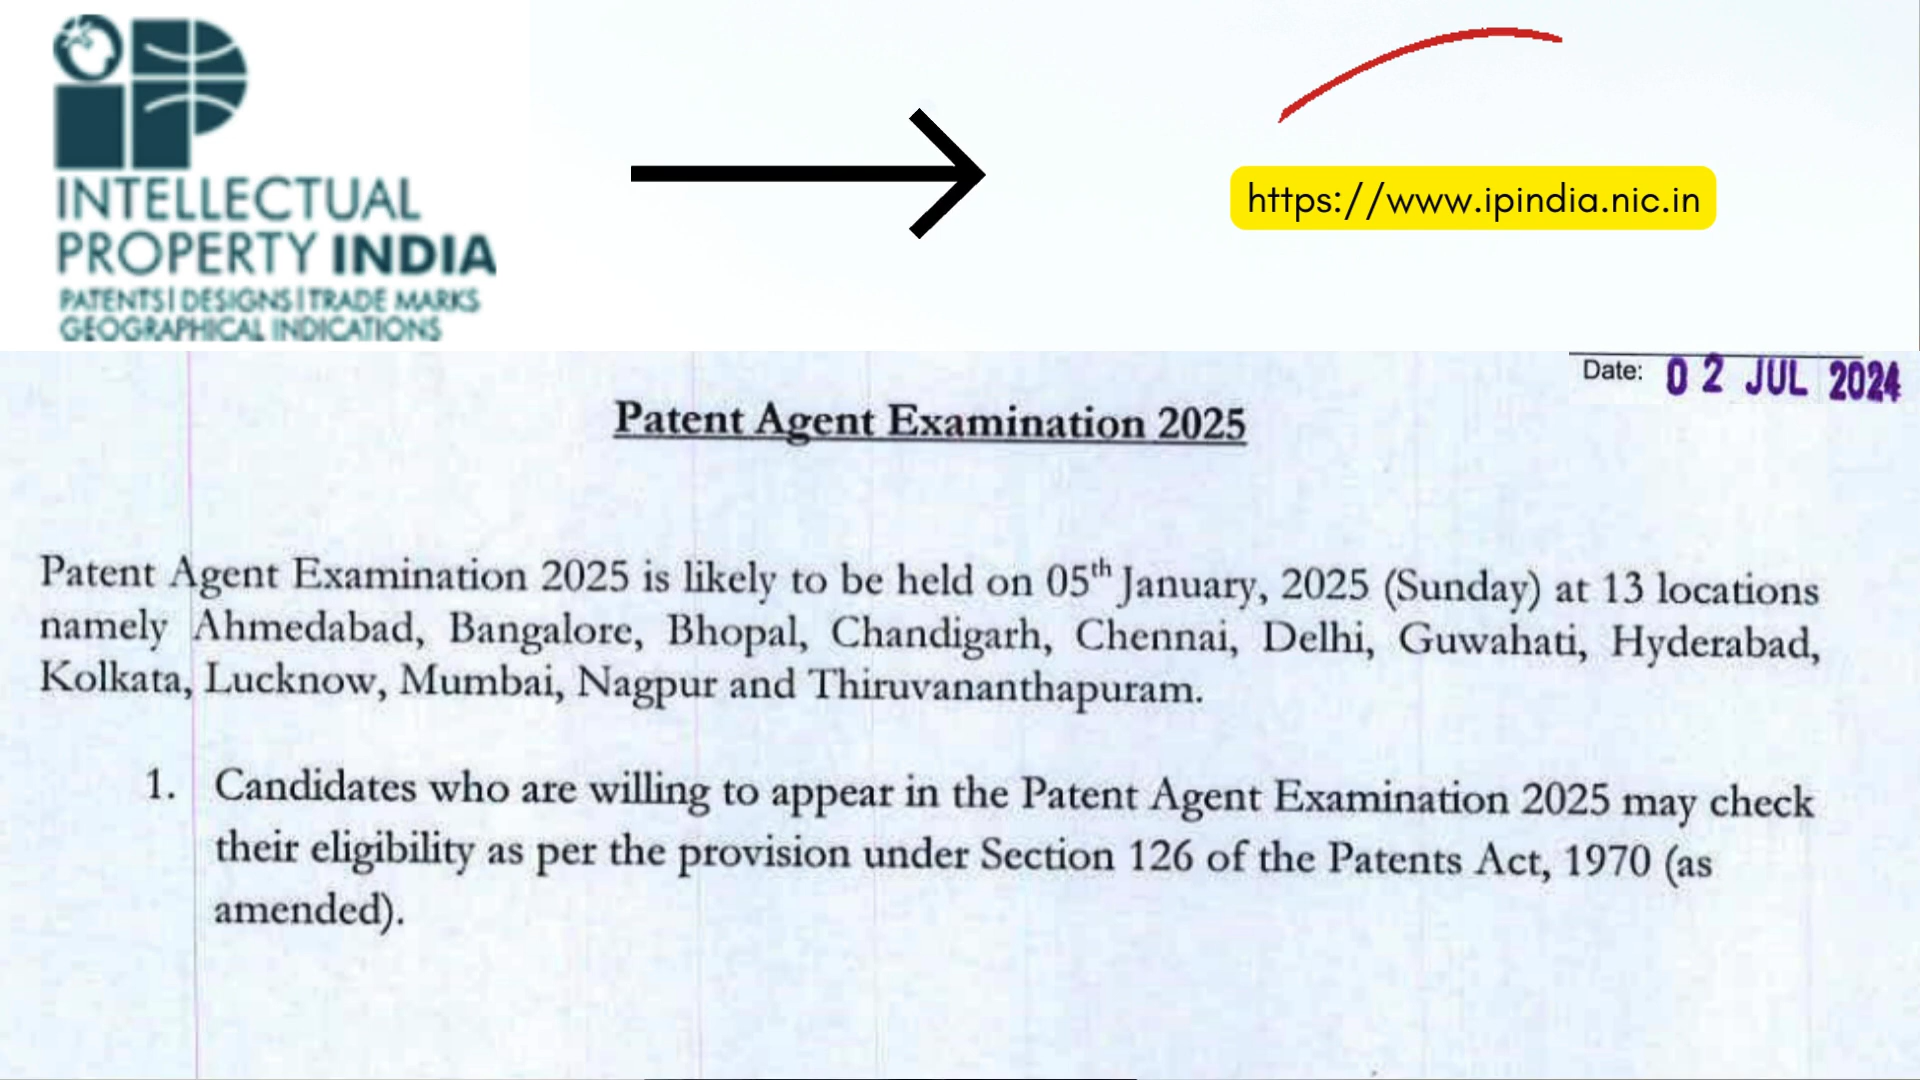 INTELLECTUAL
PROPERTY INDIA
PATENTS | DESIGNS | TRADE MARKS
GEOGRAPHICAL INDICATIONS
https://www.ipindia.nic.in
Date: 02 JUL 2024
Patent Agent Examination 2025
Patent Agent Examination 2025 is likely to be held on 05th January, 2025 (Sunday) at 13 locations
namely Ahmedabad, Bangalore, Bhopal, Chandigarh, Chennai, Delhi, Guwahati, Hyderabad,
Kolkata, Lucknow, Mumbai, Nagpur and Thiruvananthapuram.
1. Candidates who are willing to appear in the Patent Agent Examination 2025 may check
their eligibility as per the provision under Section 126 of the Patents Act, 1970 (as
amended).